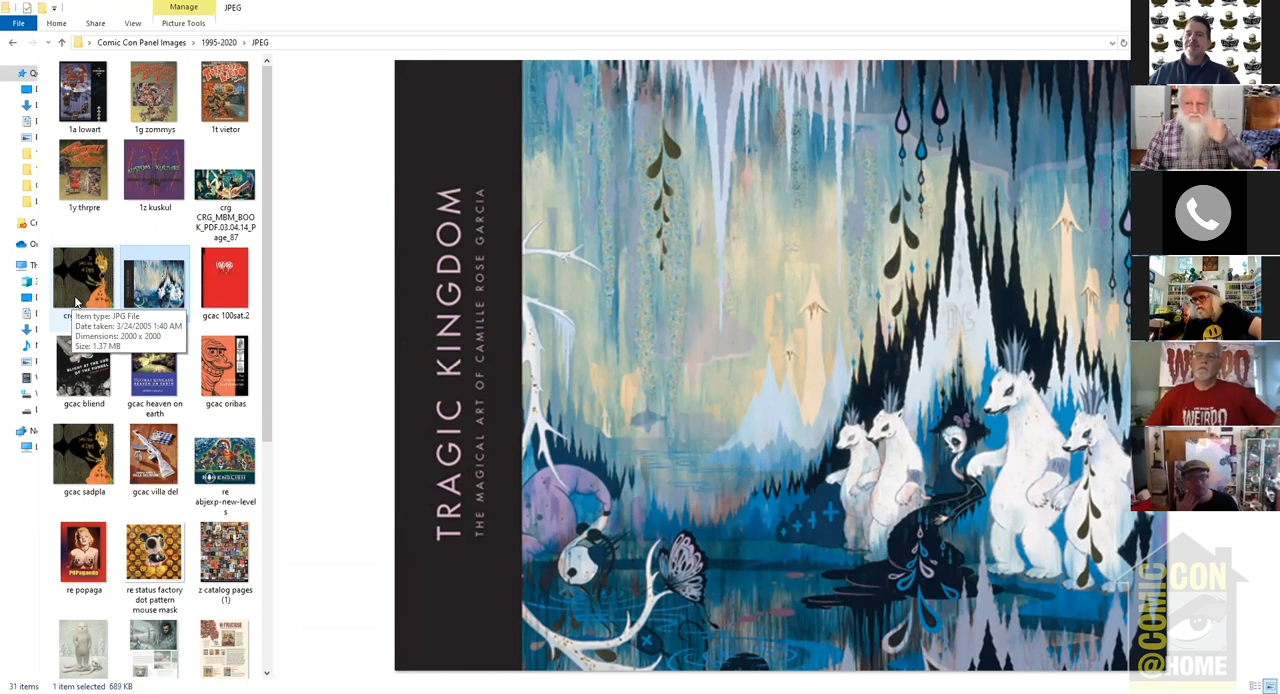 Manage
JPEG
File
Home
Share
View
Picture Tools
Comic Con Panel Images
1995-2020
JPEG
1a lowart
1g zommys
1t vietor
1y thrpre
1z kuskul
crg
CRG_MBM_BOO
K_PDF.03.04.14_P
age_87
gcac 100sat.2
Item type: JPG File
Date taken: 3/24/2005 1:40 AM
Dimensions: 2000 x 2000
Size: 1.37 MB
gcac bliend
gcac heaven on
earth
gcac oribas
gcac sadpla
gcac villa del
re
abjexp-new-level
s
re popaga
re status factory
dot pattern
mouse mask
z catalog pages
(1)
31 items
1 item selected 689 KB
TRAGIC KINGDOM
THE MAGICAL ART OF CAMILLE ROSE GARCIA
WEIRDO
COMIC CON
@HOME